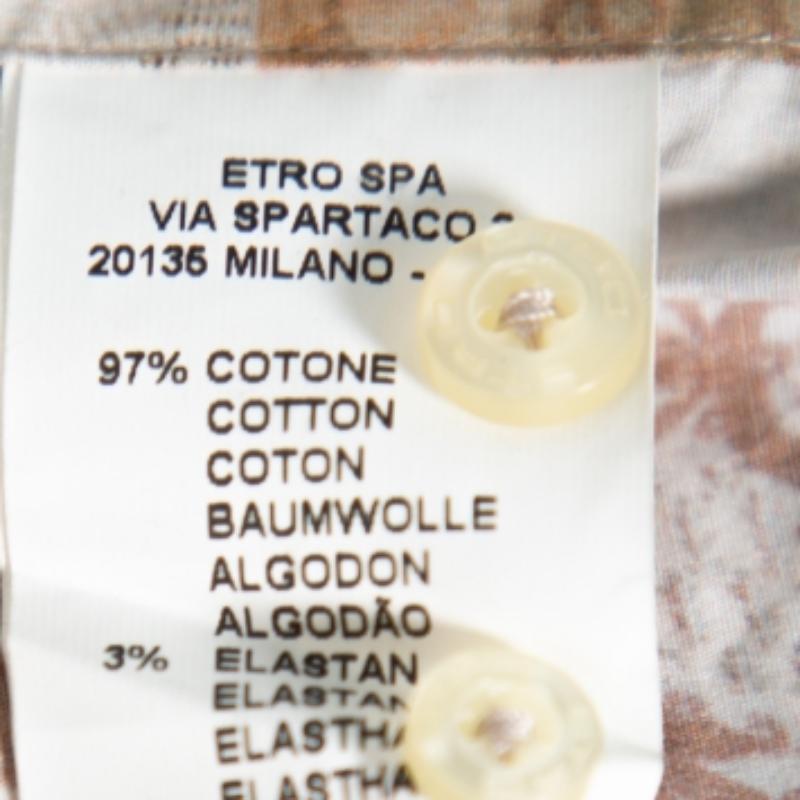 ETRO SPA
VIA SPARTACO
20135 MILANO -
97% COTONE
COTTON
COTON
BAUMWOLLE
ALGODON
ALGODÃO
3% ELASTAN